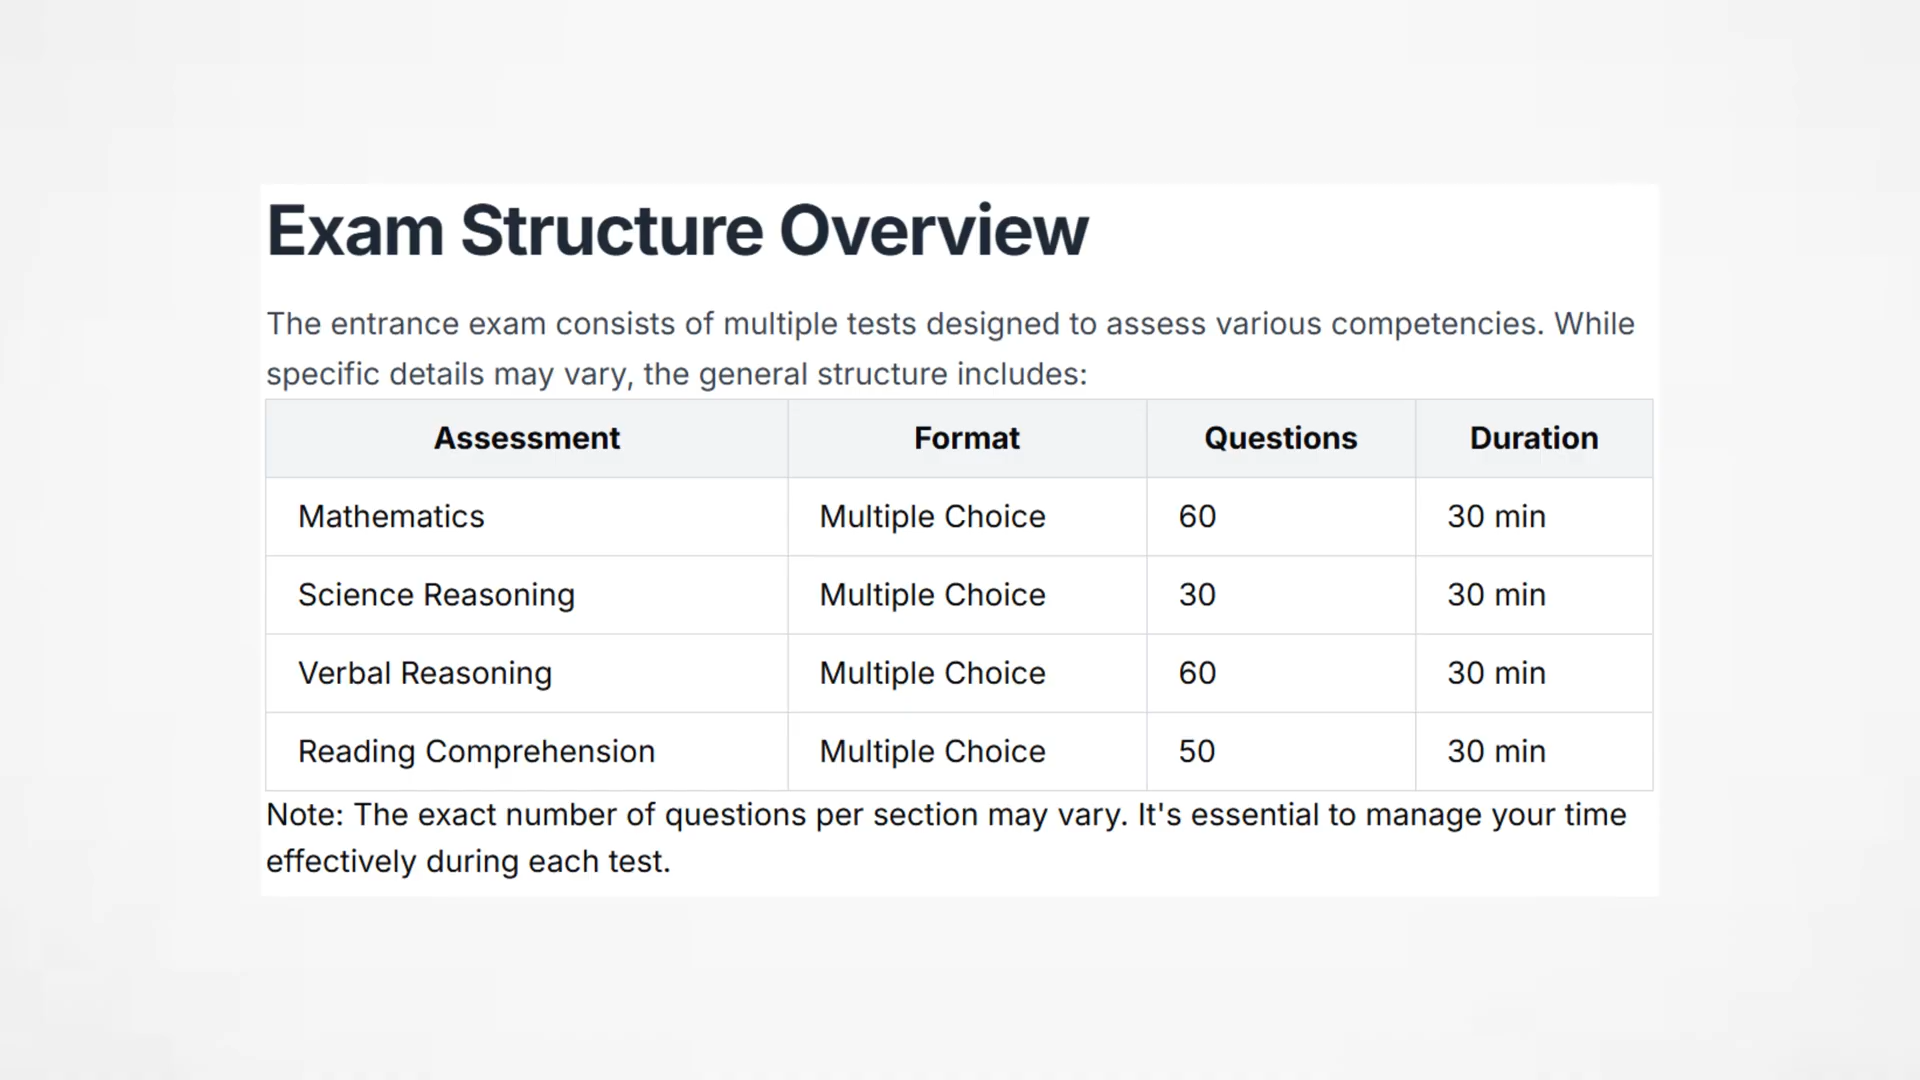 Exam Structure Overview
The entrance exam consists of multiple tests designed to assess various competencies. While
specific details may vary, the general structure includes:
Assessment Format Questions Duration
Mathematics Multiple Choice 60 30 min
Science Reasoning Multiple Choice 30 30 min
Verbal Reasoning Multiple Choice 60 30 min
Reading Comprehension Multiple Choice 50 30 min
Note: The exact number of questions per section may vary. It's essential to manage your time
effectively during each test.